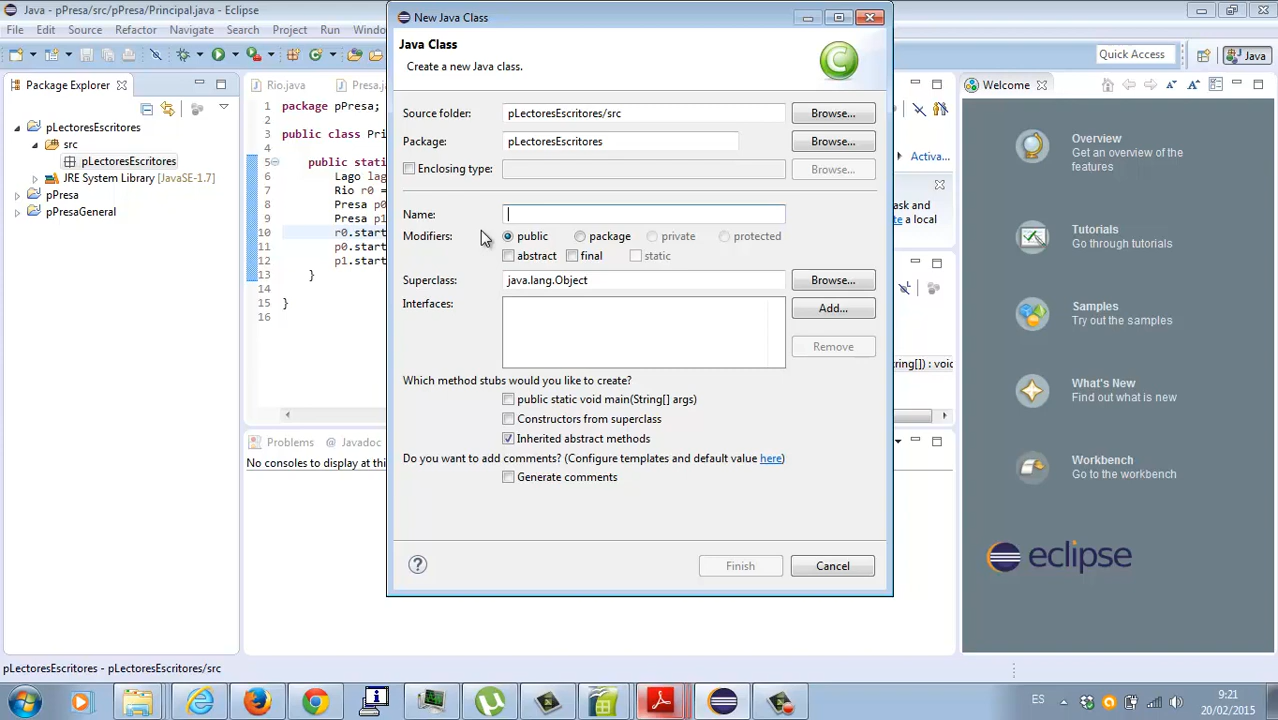 Java - pPresa/src/pPresa/Principal.java - Eclipse
File Edit Source Refactor Navigate Search Project Run Windo
Quick Access
Java
Package Explorer
pLectoresEscritores
src
pLectoresEscritores
JRE System Library [JavaSE-1.7]
pPresa
pPresaGeneral
Rio.java
Presa.ja
1 package pPresa;
2
3 public class Pri
4
5 public stati
6 Lago lag
7 Rio r0 =
8 Presa p0
9 Presa p1
10 r0.start
11 p0.start
12 p1.start
13 }
14
15 }
16
Problems
@ Javadoc
No consoles to display at thi
New Java Class
Java Class
Create a new Java class.
Source folder: pLectoresEscritores/src Browse...
Package: pLectoresEscritores Browse...
Enclosing type: Browse...
Name:
Modifiers: public package private protected
abstract final static
Superclass: java.lang.Object Browse...
Interfaces: Add...
Remove
Which method stubs would you like to create?
public static void main(String[] args)
Constructors from superclass
Inherited abstract methods
Do you want to add comments? (Configure templates and default value here)
Generate comments
Finish Cancel
Activa...
ask and
a local
ring[]) : void
Welcome
Overview
Get an overview of the
features
Tutorials
Go through tutorials
Samples
Try out the samples
What's New
Find out what is new
Workbench
Go to the workbench
eclipse
pLectoresEscritores - pLectoresEscritores/src
ES
9:21
20/02/2015